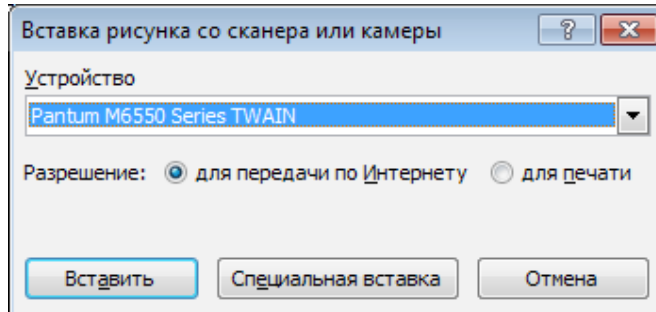 Вставка рисунка со сканера или камеры
Устройство
Pantum M6550 Series TWAIN
Разрешение: для передачи по Интернету для печати
Вставить Специальная вставка Отмена